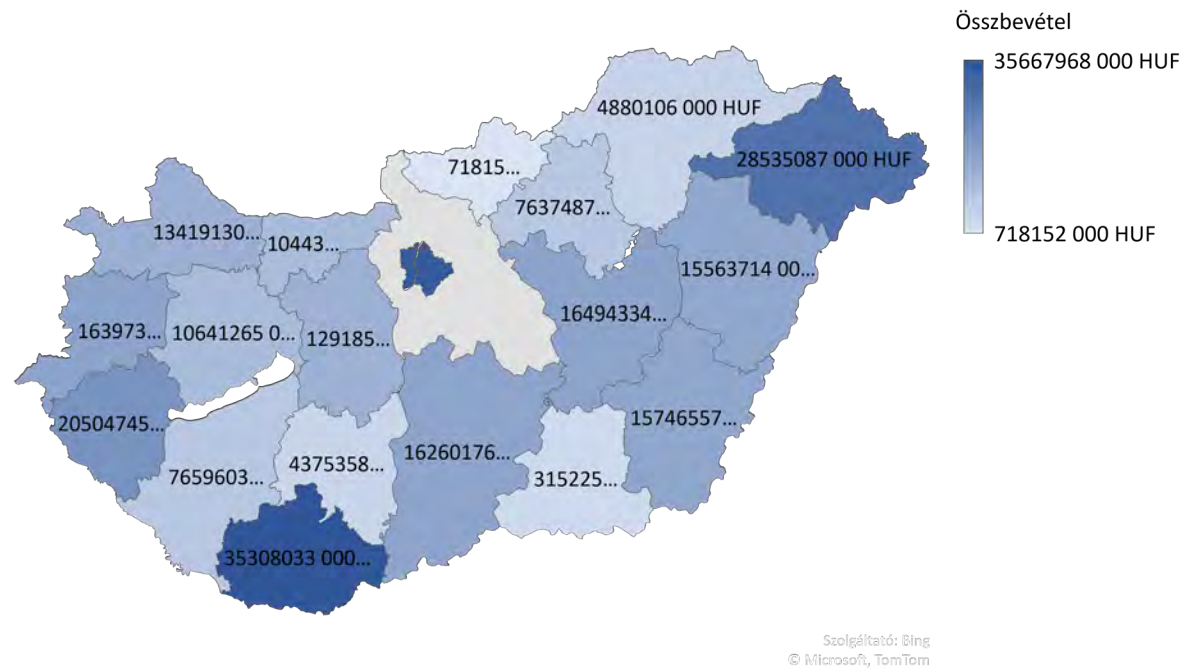 Összbevétel
35667968 000 HUF
718152 000 HUF
4880106 000 HUF
28535087 000 HUF
71815...
7637487...
13419130...
10443...
15563714 00...
16494334...
163973...
10641265 0...
129185...
20504745...
15746557...
7659603...
4375358...
16260176...
315225...
35308033 000...
Szolgáltató: Bing
© Microsoft, TomTom